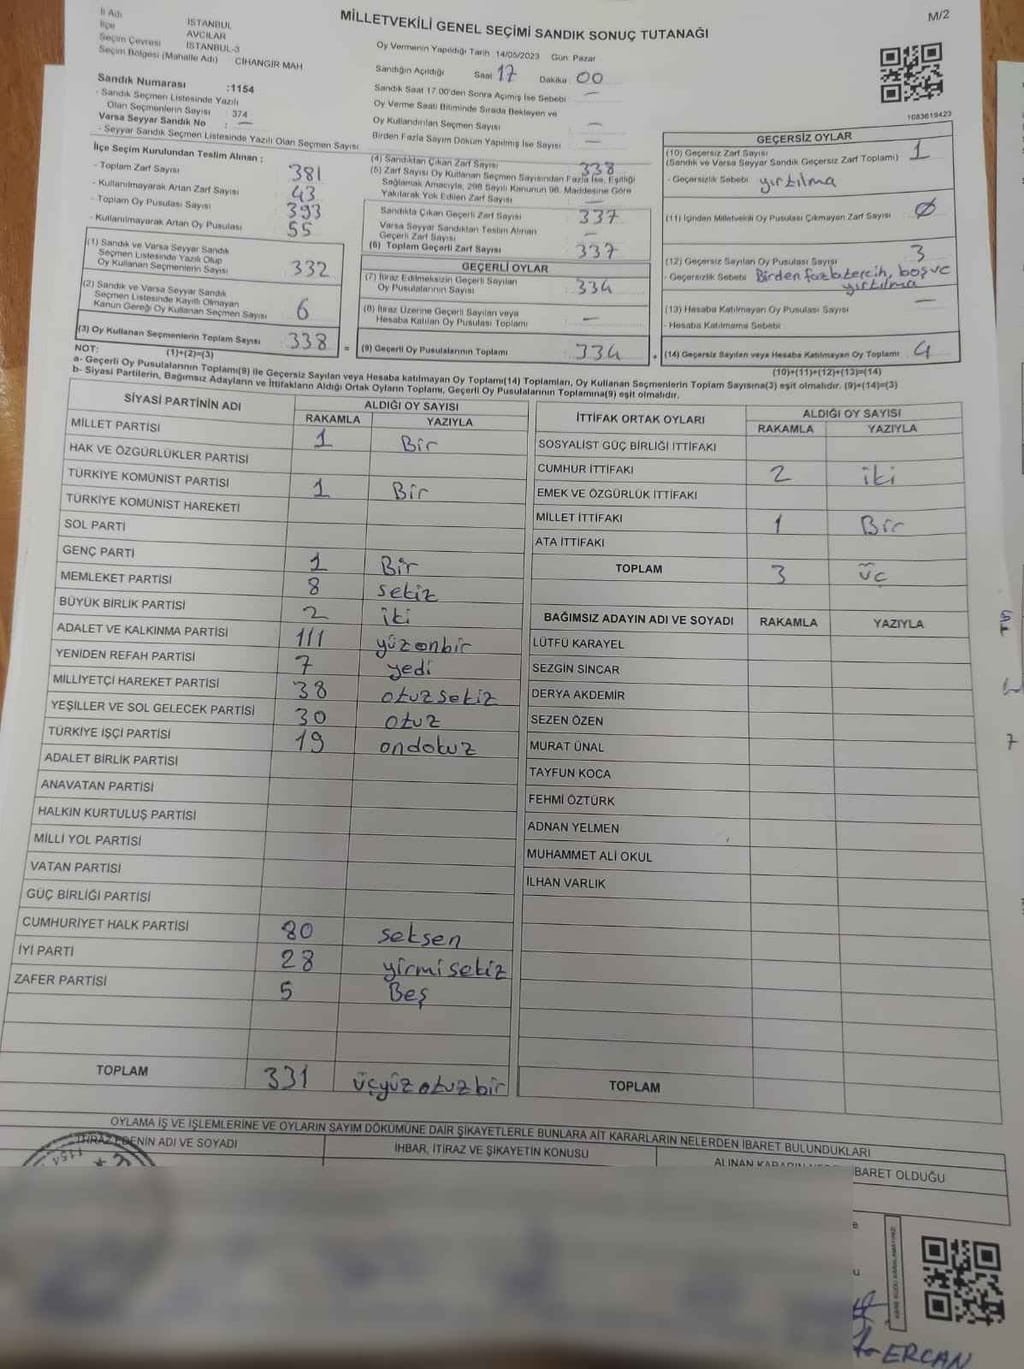 MİLLETVEKİLİ GENEL SEÇİMİ SANDIK SONUÇ TUTANAĞI
M/2
İli Adı İSTANBUL
İlçe AVCILAR
Seçim Çevresi İSTANBUL-3
Seçim Bölgesi (Mahalle Adı) CİHANGİR MAH
Oy Vermenin Yapıldığı Tarih :14/05/2023 Gün: Pazar
Sandığın Açıldığı Saat 17 Dakika 00
Sandık Saat 17.00'den Sonra Açılmış İse Sebebi —
Oy Verme Saati Bitiminde Sırada Bekleyen ve
Oy Kullandırılan Seçmen Sayısı —
Birden Fazla Sayım Döküm Yapılmış İse Sayısı —
1083619423
Sandık Numarası :1154
- Sandık Seçmen Listesinde Yazılı
Olan Seçmenlerin Sayısı : 374
Varsa Seyyar Sandık No : —
- Seyyar Sandık Seçmen Listesinde Yazılı Olan Seçmen Sayısı
İlçe Seçim Kurulundan Teslim Alınan :
- Toplam Zarf Sayısı 381
- Kullanılmayarak Artan Zarf Sayısı 43
- Toplam Oy Pusulası Sayısı 393
- Kullanılmayarak Artan Oy Pusulası 55
(1) Sandık ve Varsa Seyyar Sandık
Seçmen Listesinde Yazılı Olup
Oy Kullanan Seçmenlerin Sayısı 332
(2) Sandık ve Varsa Seyyar Sandık
Seçmen Listesinde Kayıtlı Olmayan
Kanun Gereği Oy Kullanan Seçmen Sayısı 6
(3) Oy Kullanan Seçmenlerin Toplam Sayısı 338
(1)+(2)=(3)
(4) Sandıktan Çıkan Zarf Sayısı 338
(5) Zarf Sayısı Oy Kullanan Seçmen Sayısından Fazla İse, Eşitliği
Sağlamak Amacıyla, 298 Sayılı Kanunun 98. Maddesine Göre
Yakılarak Yok Edilen Zarf Sayısı —
Sandıkta Çıkan Geçerli Zarf Sayısı 337
Varsa Seyyar Sandıktan Teslim Alınan
Geçerli Zarf Sayısı —
(6) Toplam Geçerli Zarf Sayısı 337
GEÇERLİ OYLAR
(7) İtiraz Edilmeksizin Geçerli Sayılan
Oy Pusulalarının Sayısı 334
(8) İtiraz Üzerine Geçerli Sayılan veya
Hesaba Katılan Oy Pusulası Toplamı —
= (9) Geçerli Oy Pusulalarının Toplamı 334
GEÇERSİZ OYLAR
(10) Geçersiz Zarf Sayısı
(Sandık ve Varsa Seyyar Sandık Geçersiz Zarf Toplamı) 1
- Geçersizlik Sebebi yırtılma
(11) İçinden Milletvekili Oy Pusulası Çıkmayan Zarf Sayısı Ø
(12) Geçersiz Sayılan Oy Pusulası Sayısı 3
- Geçersizlik Sebebi Birden fazla tercih, boş ve
yırtılma
(13) Hesaba Katılmayan Oy Pusulası Sayısı —
- Hesaba Katılmama Sebebi
+ (14) Geçersiz Sayılan veya Hesaba Katılmayan Oy Toplamı 4
(10)+(11)+(12)+(13)=(14)
NOT:
a- Geçerli Oy Pusulalarının Toplamı(9) ile Geçersiz Sayılan veya Hesaba katılmayan Oy Toplamı(14) Toplamları, Oy Kullanan Seçmenlerin Toplam Sayısına(3) eşit olmalıdır. (9)+(14)=(3)
b- Siyasi Partilerin, Bağımsız Adayların ve İttifakların Aldığı Ortak Oyların Toplamı, Geçerli Oy Pusulalarının Toplamına(9) eşit olmalıdır.
SİYASİ PARTİNİN ADI ALDIĞI OY SAYISI
RAKAMLA YAZIYLA
MİLLET PARTİSİ 1 Bir
HAK VE ÖZGÜRLÜKLER PARTİSİ
TÜRKİYE KOMÜNİST PARTİSİ 1 Bir
TÜRKİYE KOMÜNİST HAREKETİ
SOL PARTİ
GENÇ PARTİ 1 Bir
MEMLEKET PARTİSİ 8 sekiz
BÜYÜK BİRLİK PARTİSİ 2 iki
ADALET VE KALKINMA PARTİSİ 111 yüzonbir
YENİDEN REFAH PARTİSİ 7 yedi
MİLLİYETÇİ HAREKET PARTİSİ 38 otuzsekiz
YEŞİLLER VE SOL GELECEK PARTİSİ 30 otuz
TÜRKİYE İŞÇİ PARTİSİ 19 ondokuz
ADALET BİRLİK PARTİSİ
ANAVATAN PARTİSİ
HALKIN KURTULUŞ PARTİSİ
MİLLİ YOL PARTİSİ
VATAN PARTİSİ
GÜÇ BİRLİĞİ PARTİSİ
CUMHURİYET HALK PARTİSİ 80 seksen
İYİ PARTİ 28 yirmisekiz
ZAFER PARTİSİ 5 Beş
TOPLAM 331 üçyüzotuzbir
İTTİFAK ORTAK OYLARI ALDIĞI OY SAYISI
RAKAMLA YAZIYLA
SOSYALİST GÜÇ BİRLİĞİ İTTİFAKI
CUMHUR İTTİFAKI 2 iki
EMEK VE ÖZGÜRLÜK İTTİFAKI
MİLLET İTTİFAKI 1 Bir
ATA İTTİFAKI
TOPLAM 3 üç
BAĞIMSIZ ADAYIN ADI VE SOYADI RAKAMLA YAZIYLA
LÜTFÜ KARAYEL
SEZGİN SİNCAR
DERYA AKDEMİR
SEZEN ÖZEN
MURAT ÜNAL
TAYFUN KOCA
FEHMİ ÖZTÜRK
ADNAN YELMEN
MUHAMMET ALİ OKUL
İLHAN VARLIK
TOPLAM
OYLAMA İŞ VE İŞLEMLERİNE VE OYLARIN SAYIM DÖKÜMÜNE DAİR ŞİKAYETLERLE BUNLARA AİT KARARLARIN NELERDEN İBARET BULUNDUKLARI
İTİRAZ EDENİN ADI VE SOYADI İHBAR, İTİRAZ VE ŞİKAYETİN KONUSU ALINAN İBARET OLDUĞU
1154
ERCAN
7